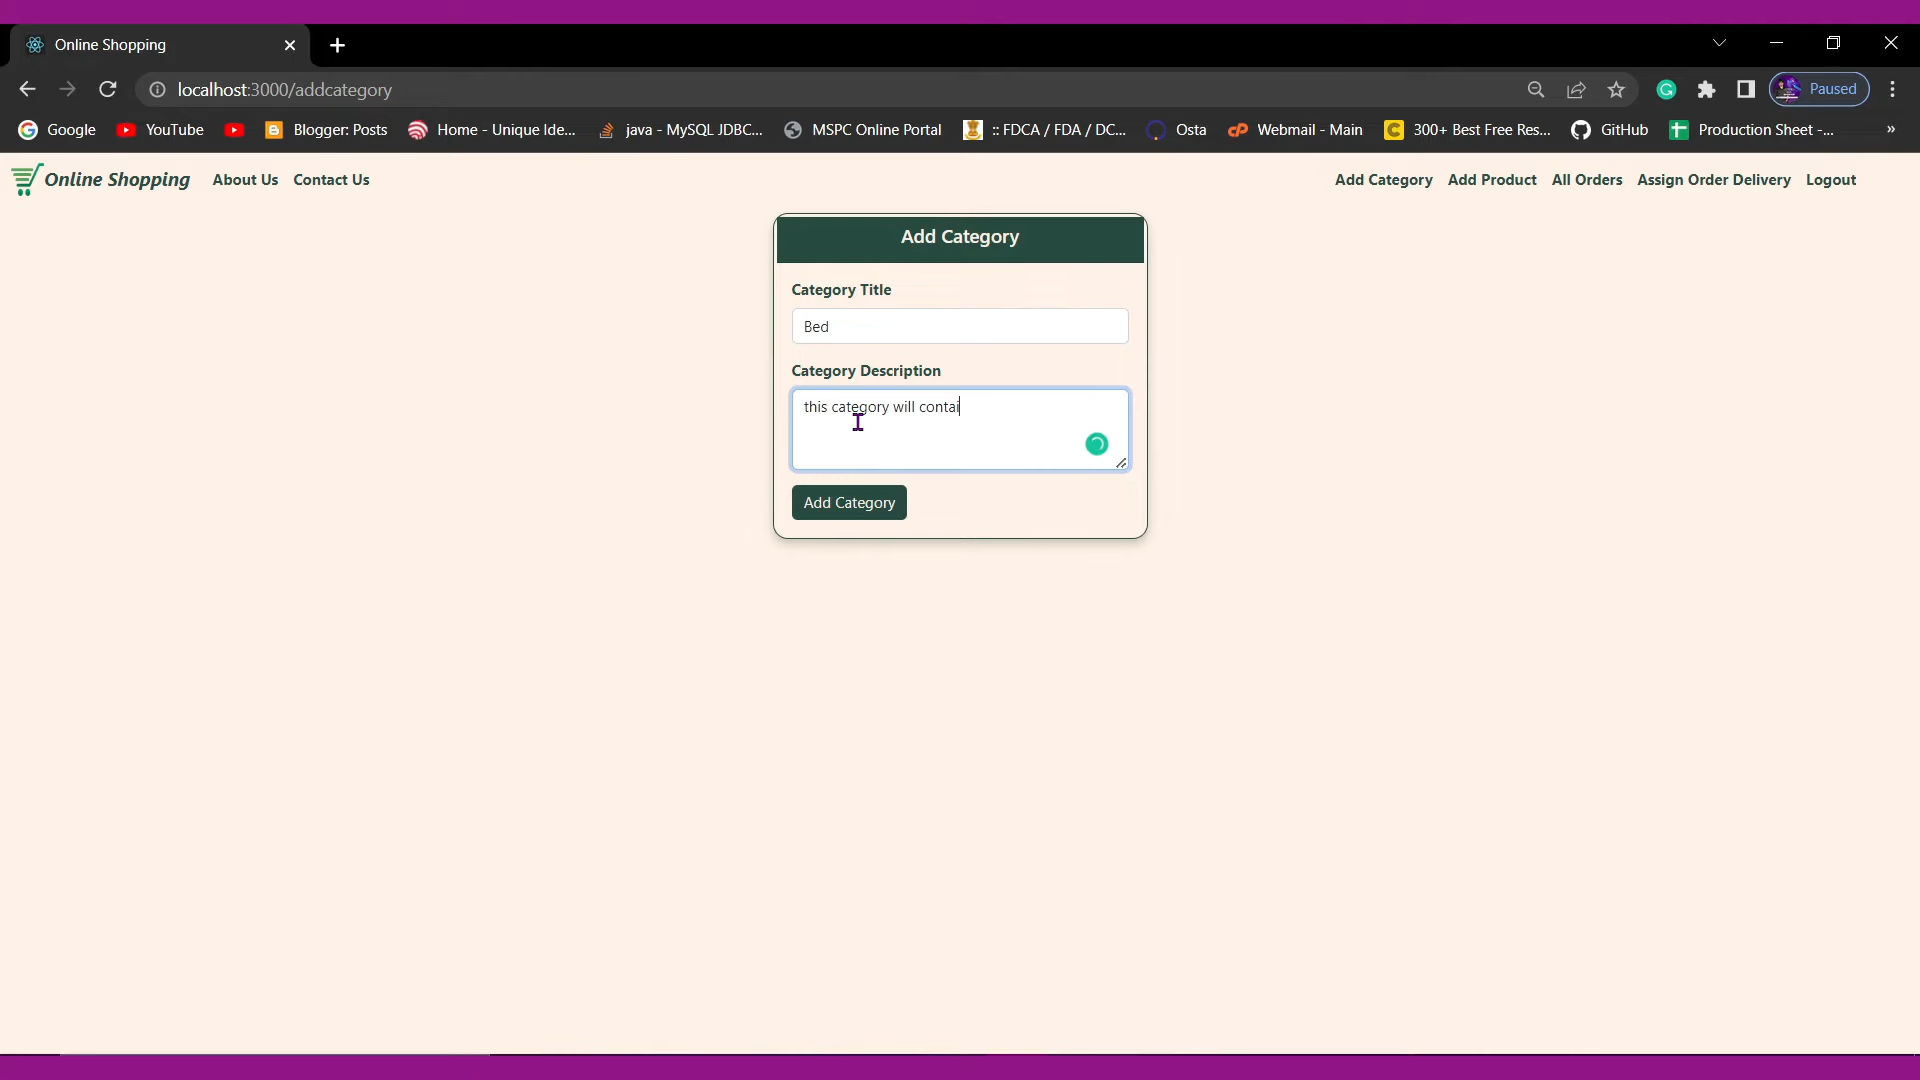 Online Shopping
localhost:3000/addcategory
Paused
Google
YouTube
Blogger: Posts
Home - Unique Ide...
java - MySQL JDBC...
MSPC Online Portal
:: FDCA / FDA / DC...
Osta
Webmail - Main
300+ Best Free Res...
GitHub
Production Sheet -...
»
Online Shopping
About Us
Contact Us
Add Category
Add Product
All Orders
Assign Order Delivery
Logout
Add Category
Category Title
Bed
Category Description
this category will contai
Add Category